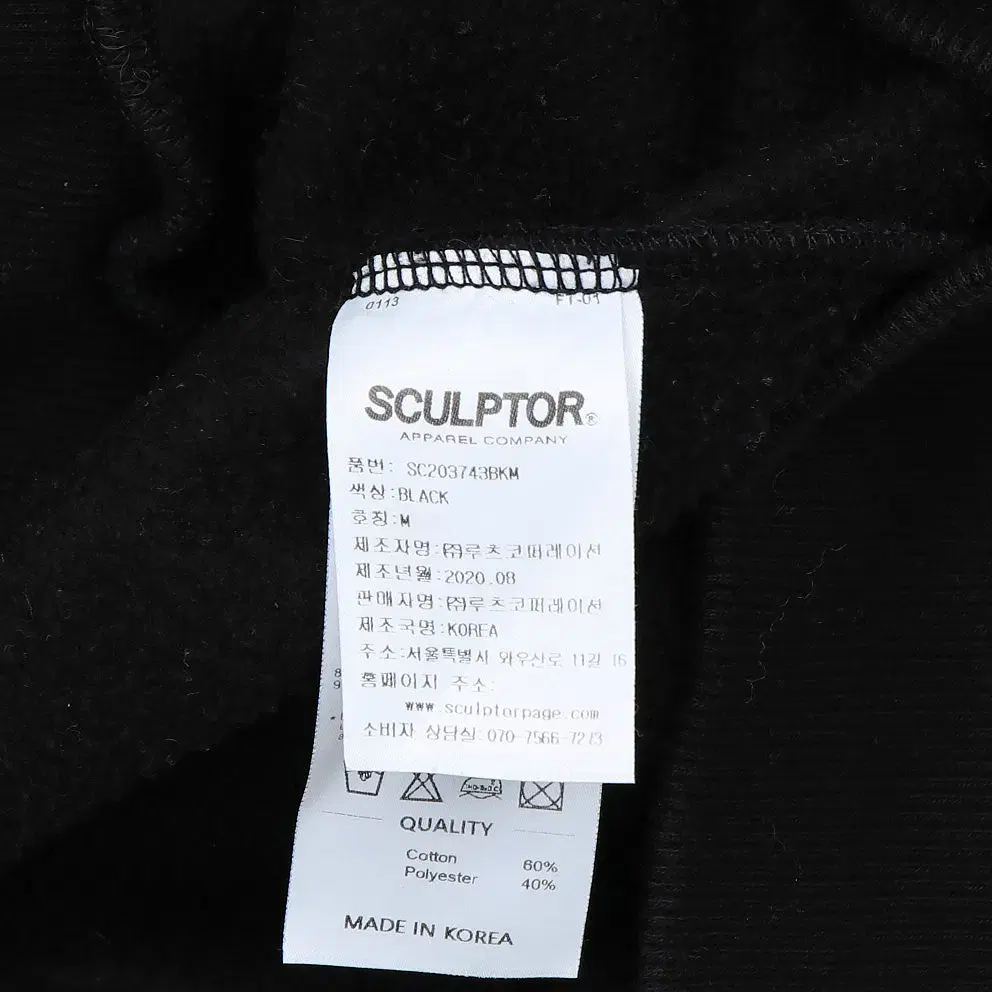 0113 FT-01
SCULPTOR®
APPAREL COMPANY
품번: SC203743BKM
색상:BLACK
호칭:M
제조자명:㈜루츠코퍼레이션
제조년월:2020.08
판매자명:㈜루츠코퍼레이션
제조국명:KOREA
주소:서울특별시 와우산로 11길 16
홈페이지 주소:
www.sculptorpage.com
소비자 상담실:070-7566-7273
QUALITY
Cotton 60%
Polyester 40%
MADE IN KOREA